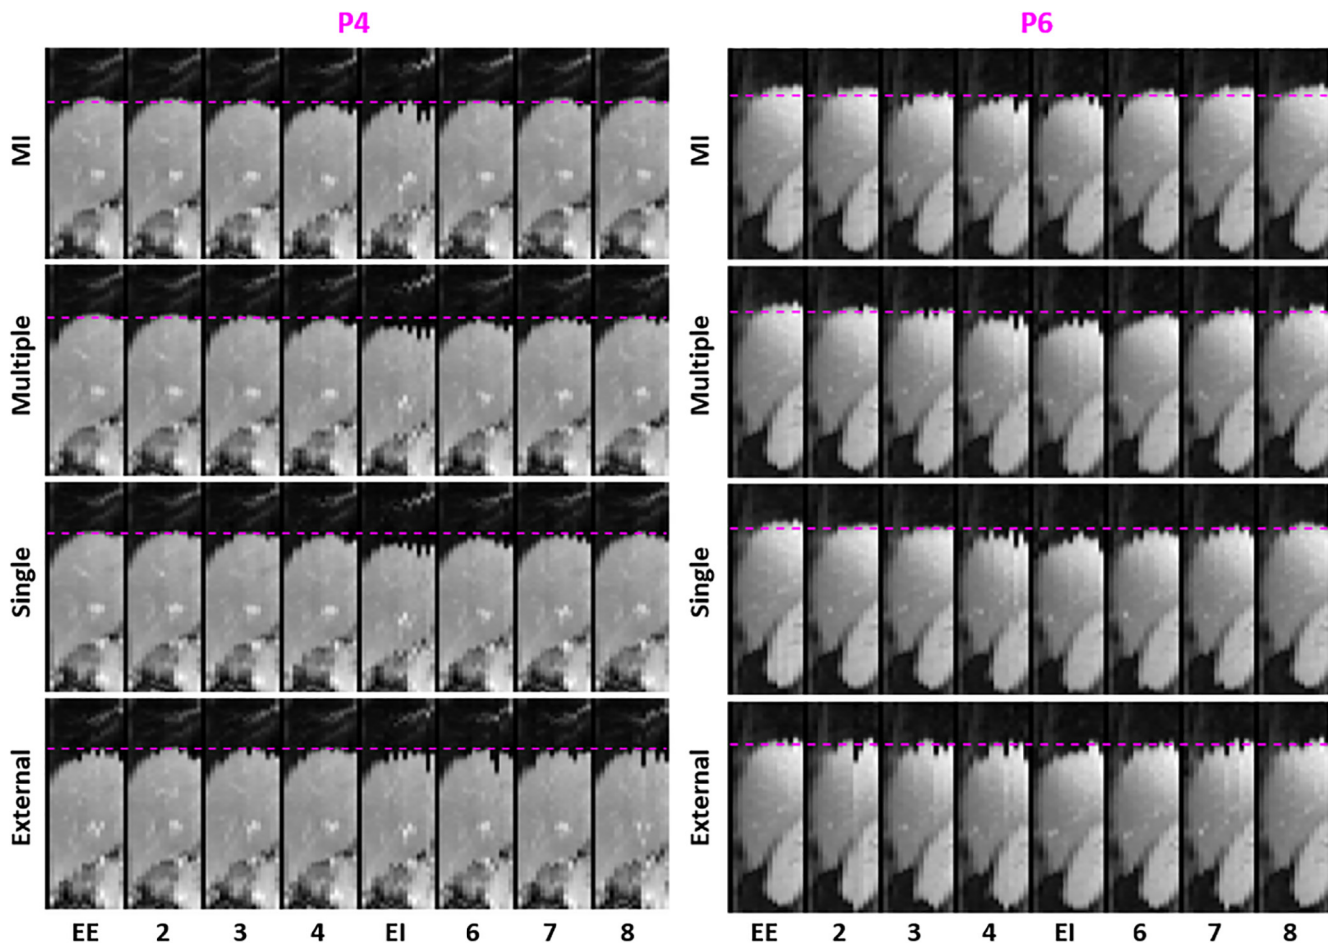 P4 P6
MI MI
Multiple Multiple
Single Single
External External
EE 2 3 4 EI 6 7 8 EE 2 3 4 EI 6 7 8